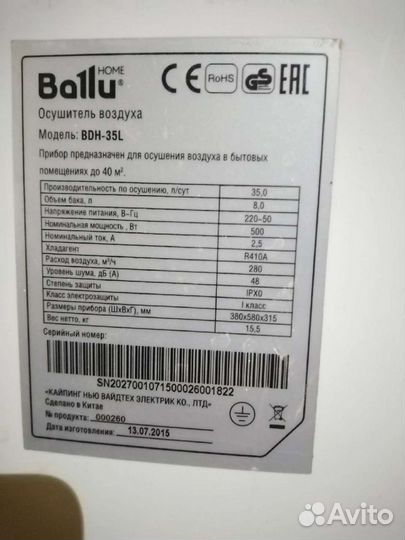 Ballu® HOME CE RoHS GS EAC
Осушитель воздуха
Модель: BDH-35L
Прибор предназначен для осушения воздуха в бытовых
помещениях до 40 м².
Производительность по осушению, л/сут 35,0
Объем бака, л 8,0
Напряжение питания, В~Гц 220~50
Номинальная мощность, Вт 500
Номинальный ток, А 2,5
Хладагент R410A
Расход воздуха, м³/ч 280
Уровень шума, дБ (А) 48
Степень защиты IPX0
Класс электрозащиты I класс
Размеры прибора (ШхВхГ), мм 380x580x315
Вес нетто, кг 15,5
Серийный номер:
SN2027001071500026001822
«КАЙПИНГ НЬЮ ВАЙДТЕХ ЭЛЕКТРИК КО., ЛТД»
Сделано в Китае
№ продукта: 000260
Дата изготовления: 13.07.2015
Avito